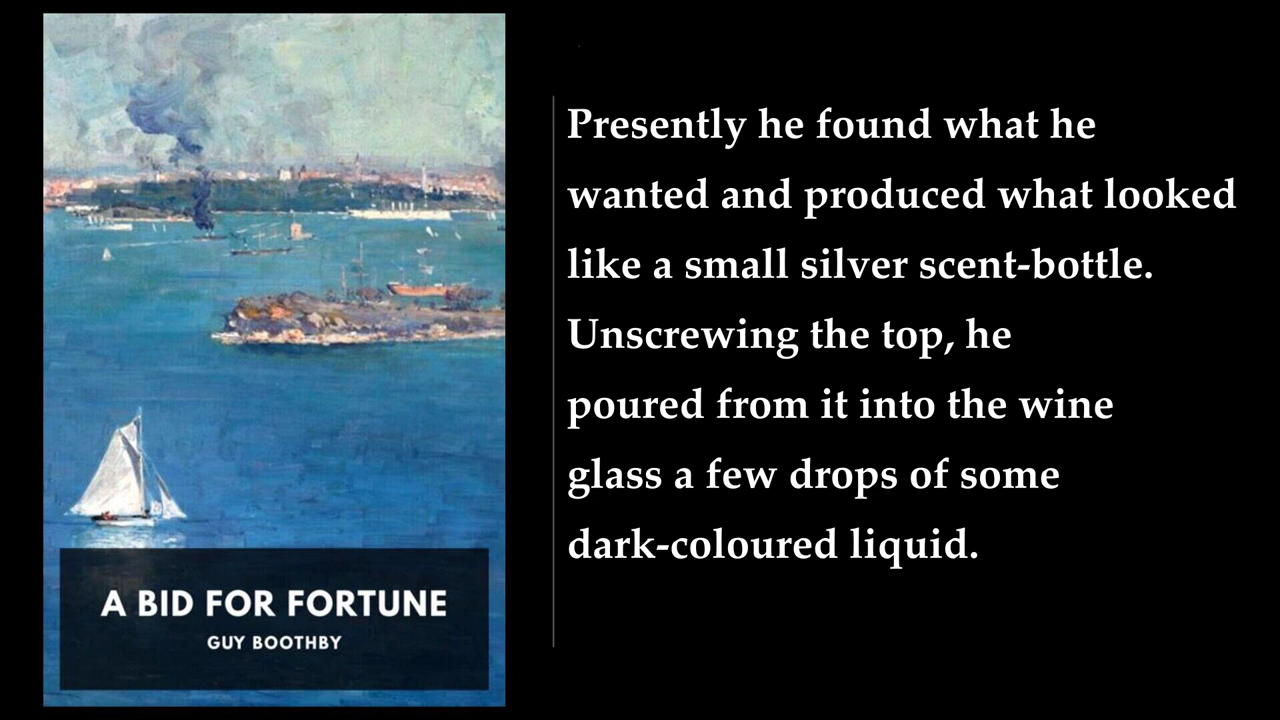 A BID FOR FORTUNE
GUY BOOTHBY
Presently he found what he
wanted and produced what looked
like a small silver scent-bottle.
Unscrewing the top, he
poured from it into the wine
glass a few drops of some
dark-coloured liquid.